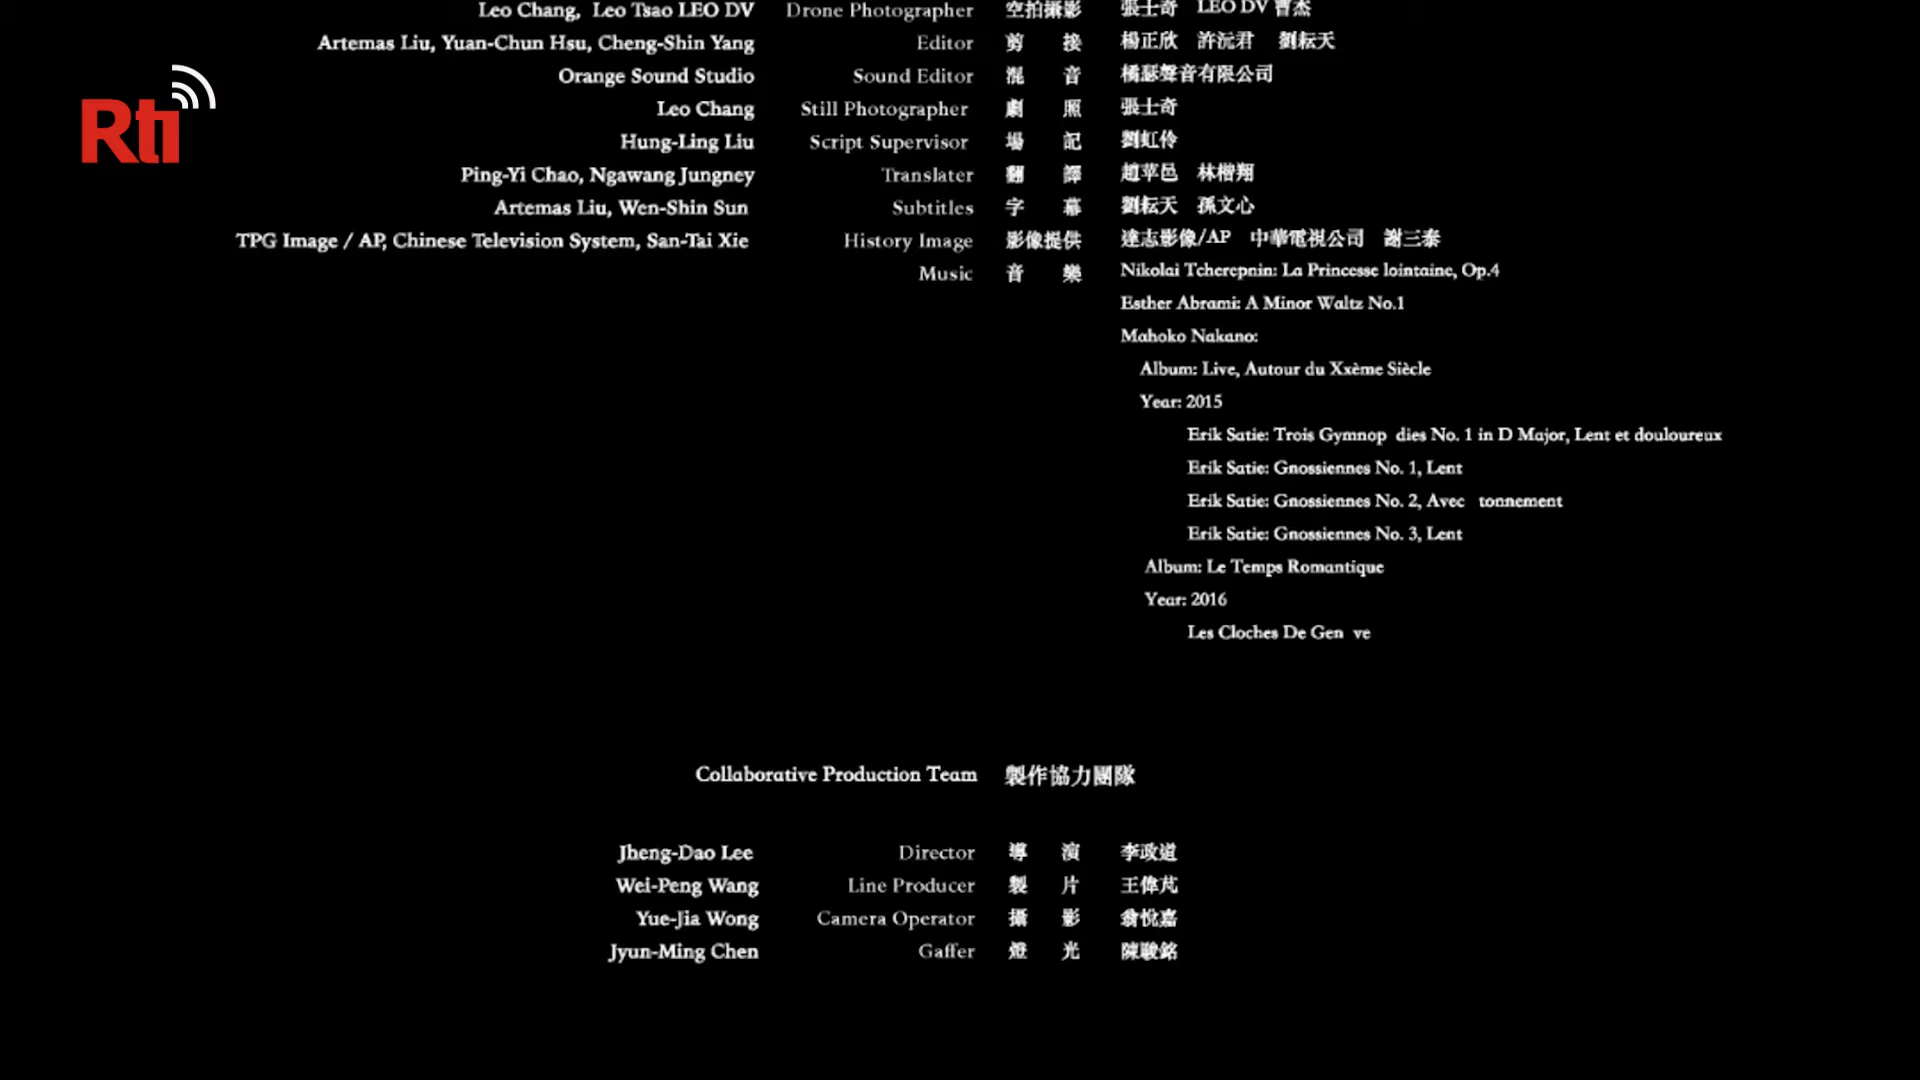 Leo Chang, Leo Tsao LEO DV Drone Photographer 空拍攝影 張士奇 LEO DV 曹杰
Artemas Liu, Yuan-Chun Hsu, Cheng-Shin Yang Editor 剪 接 楊正欣 許沅君 劉耘天
Rti
Orange Sound Studio Sound Editor 混 音 橘瑟聲音有限公司
Leo Chang Still Photographer 劇 照 張士奇
Hung-Ling Liu Script Supervisor 場 記 劉虹伶
Ping-Yi Chao, Ngawang Jungney Translater 翻 譯 趙苹邑 林楷翔
Artemas Liu, Wen-Shin Sun Subtitles 字 幕 劉耘天 孫文心
TPG Image / AP, Chinese Television System, San-Tai Xie History Image 影像提供 達志影像/AP 中華電視公司 謝三泰
Music 音 樂 Nikolai Tcherepnin: La Princesse lointaine, Op.4
Esther Abrami: A Minor Waltz No.1
Mahoko Nakano:
Album: Live, Autour du Xxème Siècle
Year: 2015
Erik Satie: Trois Gymnop dies No. 1 in D Major, Lent et douloureux
Erik Satie: Gnossiennes No. 1, Lent
Erik Satie: Gnossiennes No. 2, Avec tonnement
Erik Satie: Gnossiennes No. 3, Lent
Album: Le Temps Romantique
Year: 2016
Les Cloches De Gen ve
Collaborative Production Team 製作協力團隊
Jheng-Dao Lee Director 導 演 李政道
Wei-Peng Wang Line Producer 製 片 王偉芃
Yue-Jia Wong Camera Operator 攝 影 翁悅嘉
Jyun-Ming Chen Gaffer 燈 光 陳駿銘